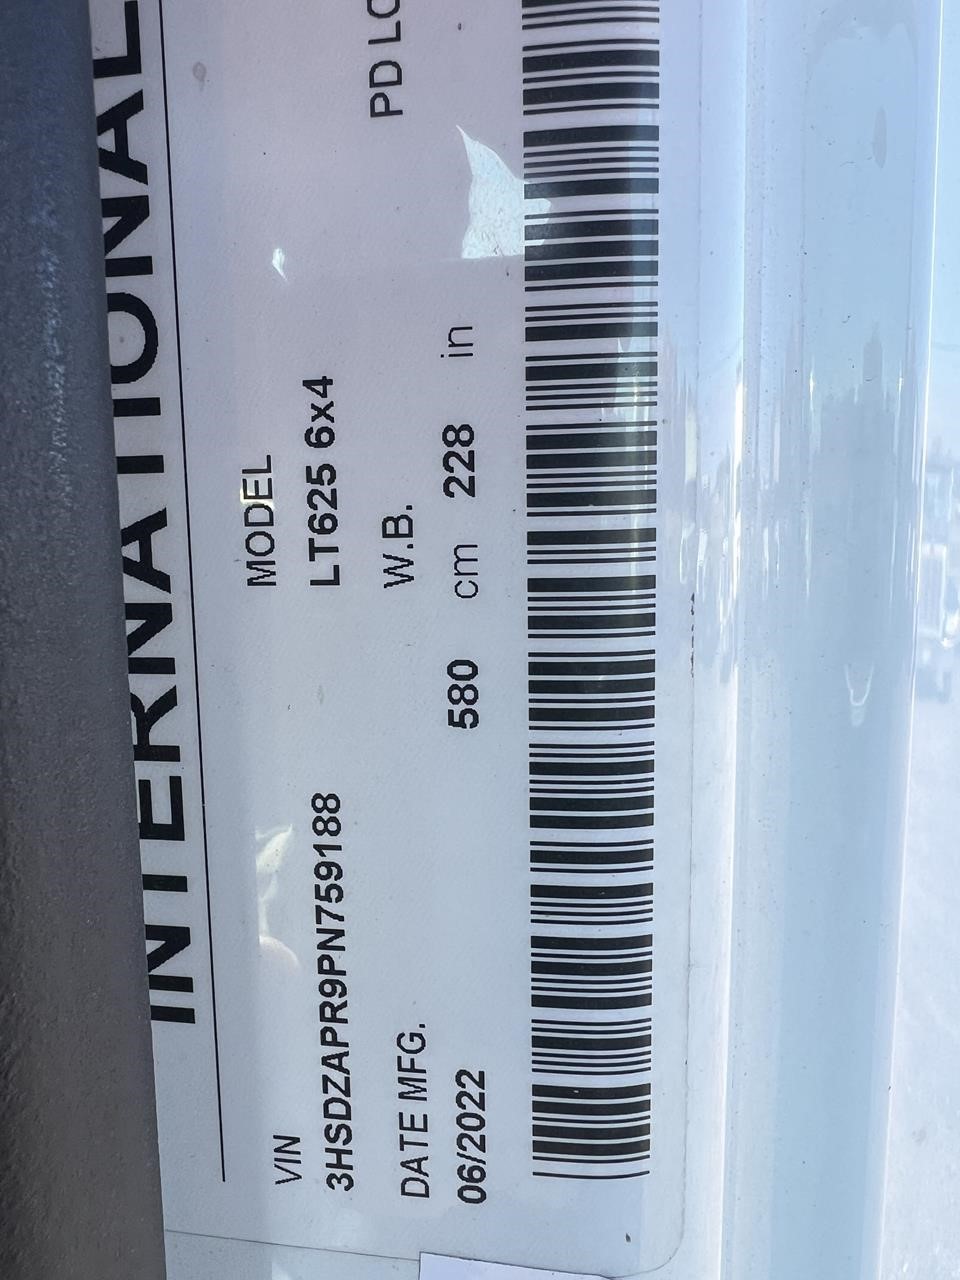 INTERNATIONAL
VIN MODEL
3HSDZAPR9PN759188 LT625 6x4
DATE MFG. W.B. PD LO
06/2022 580 cm 228 in